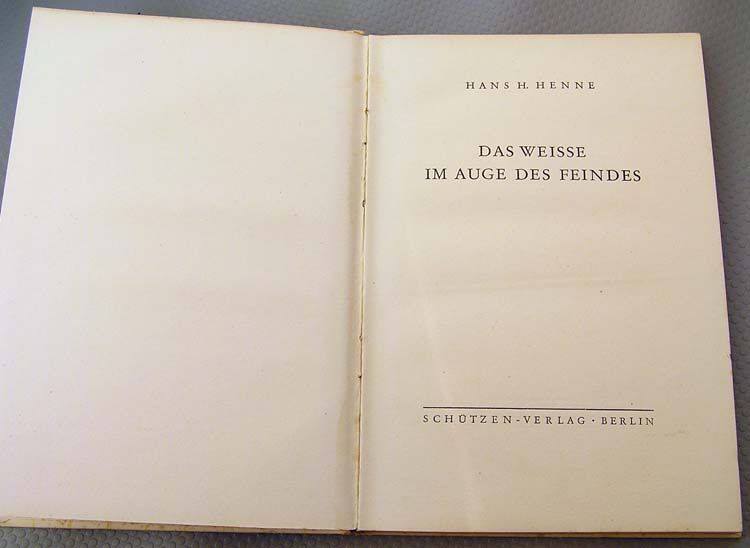 HANS H. HENNE
DAS WEISSE
IM AUGE DES FEINDES
SCHÜTZEN-VERLAG · BERLIN